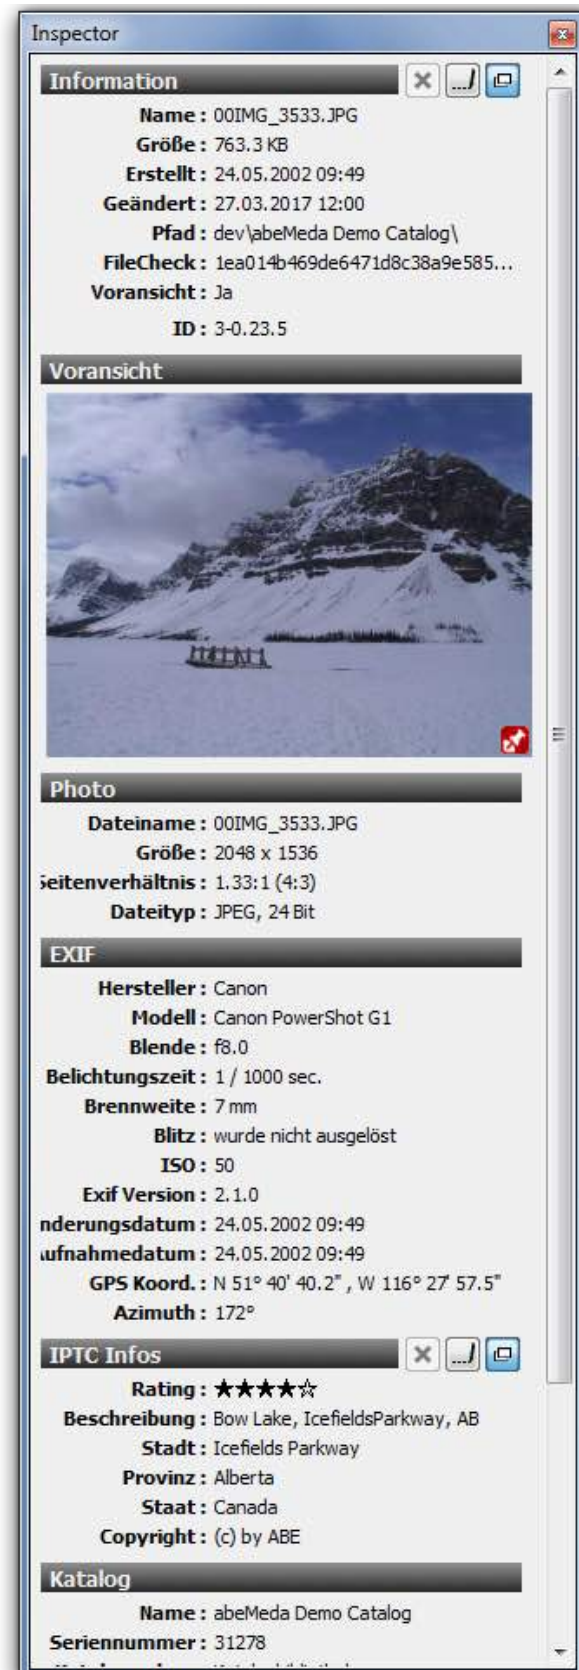 Inspector
Information
Name : 00IMG_3533.JPG
Größe : 763.3 KB
Erstellt : 24.05.2002 09:49
Geändert : 27.03.2017 12:00
Pfad : dev\abeMeda Demo Catalog\
FileCheck : 1ea014b469de6471d8c38a9e585...
Voransicht : Ja
ID : 3-0.23.5
Voransicht
Photo
Dateiname : 00IMG_3533.JPG
Größe : 2048 x 1536
Seitenverhältnis : 1.33:1 (4:3)
Dateityp : JPEG, 24 Bit
EXIF
Hersteller : Canon
Modell : Canon PowerShot G1
Blende : f8.0
Belichtungszeit : 1 / 1000 sec.
Brennweite : 7 mm
Blitz : wurde nicht ausgelöst
ISO : 50
Exif Version : 2.1.0
nderungsdatum : 24.05.2002 09:49
ufnahmedatum : 24.05.2002 09:49
GPS Koord. : N 51° 40' 40.2" , W 116° 27' 57.5"
Azimuth : 172°
IPTC Infos
Rating : ★★★★☆
Beschreibung : Bow Lake, IcefieldsParkway, AB
Stadt : Icefields Parkway
Provinz : Alberta
Staat : Canada
Copyright : (c) by ABE
Katalog
Name : abeMeda Demo Catalog
Seriennummer : 31278